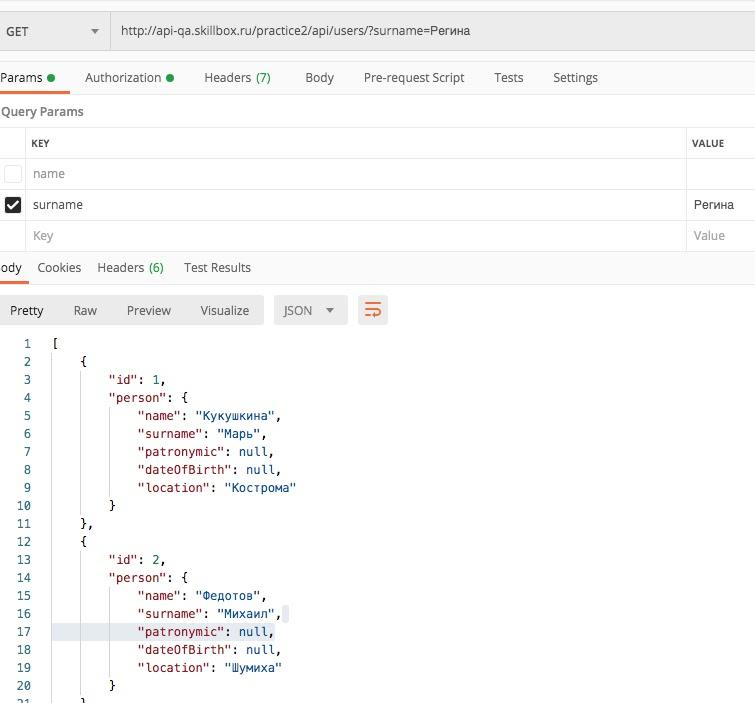 GET http://api-qa.skillbox.ru/practice2/api/users/?surname=Регина
Params Authorization Headers (7) Body Pre-request Script Tests Settings
Query Params
KEY VALUE
name
surname Регина
Key Value
ody Cookies Headers (6) Test Results
Pretty Raw Preview Visualize JSON
1 [
2 {
3 "id": 1,
4 "person": {
5 "name": "Кукушкина",
6 "surname": "Марь",
7 "patronymic": null,
8 "dateOfBirth": null,
9 "location": "Кострома"
10 }
11 },
12 {
13 "id": 2,
14 "person": {
15 "name": "Федотов",
16 "surname": "Михаил",
17 "patronymic": null,
18 "dateOfBirth": null,
19 "location": "Шумиха"
20 }
21 }